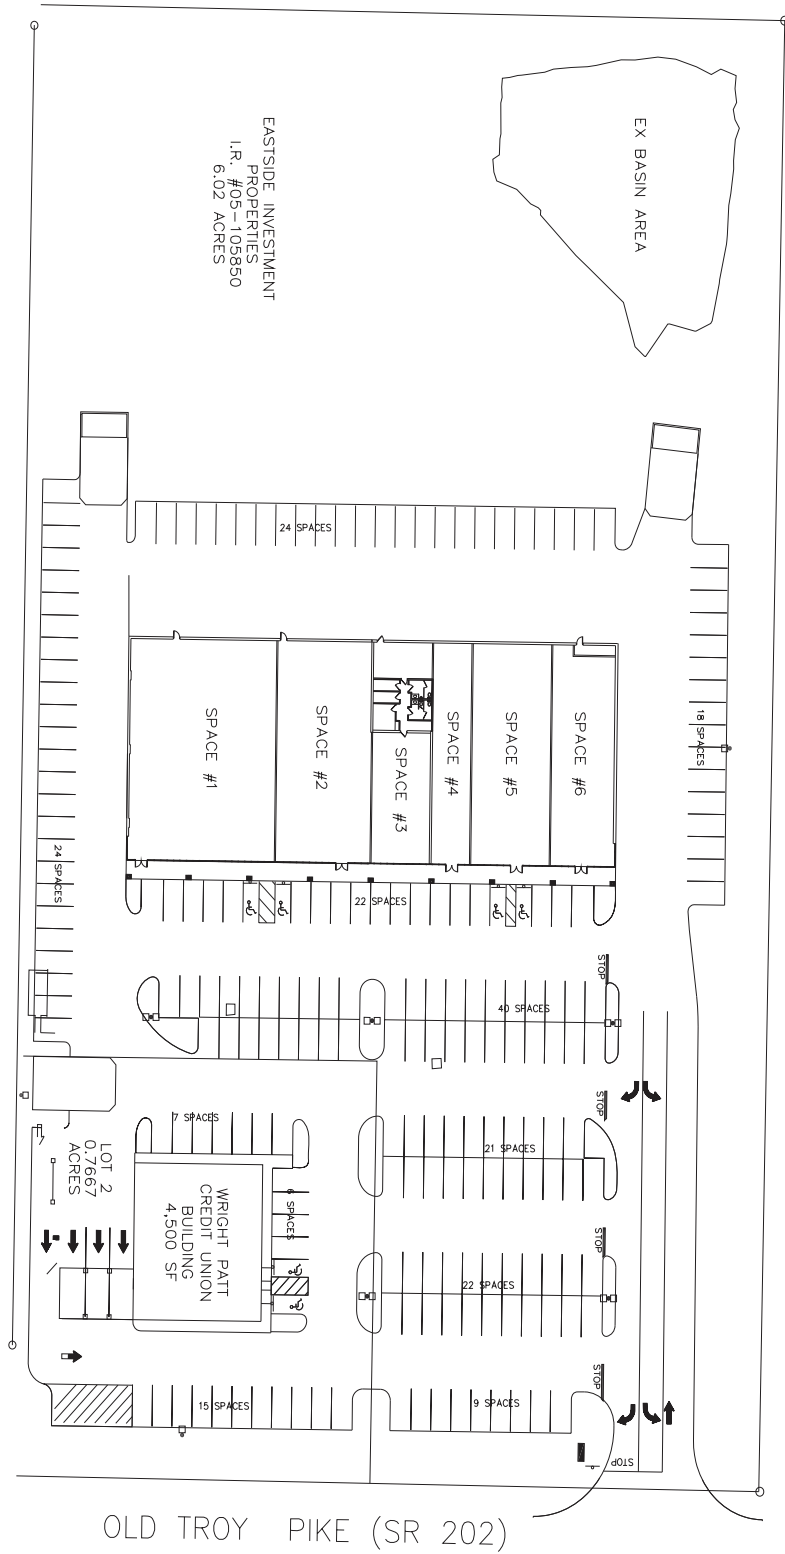 EX BASIN AREA
EASTSIDE INVESTMENT
PROPERTIES
I.R. #05-105850
6.02 ACRES
24 SPACES
SPACE #1
SPACE #2
SPACE #3
SPACE #4
SPACE #5
SPACE #6
18 SPACES
24 SPACES
22 SPACES
STOP
40 SPACES
STOP
7 SPACES
21 SPACES
LOT 2
0.7667
ACRES
WRIGHT PATT
CREDIT UNION
BUILDING
4,500 SF
6 SPACES
STOP
22 SPACES
STOP
15 SPACES
9 SPACES
STOP
OLD TROY PIKE (SR 202)